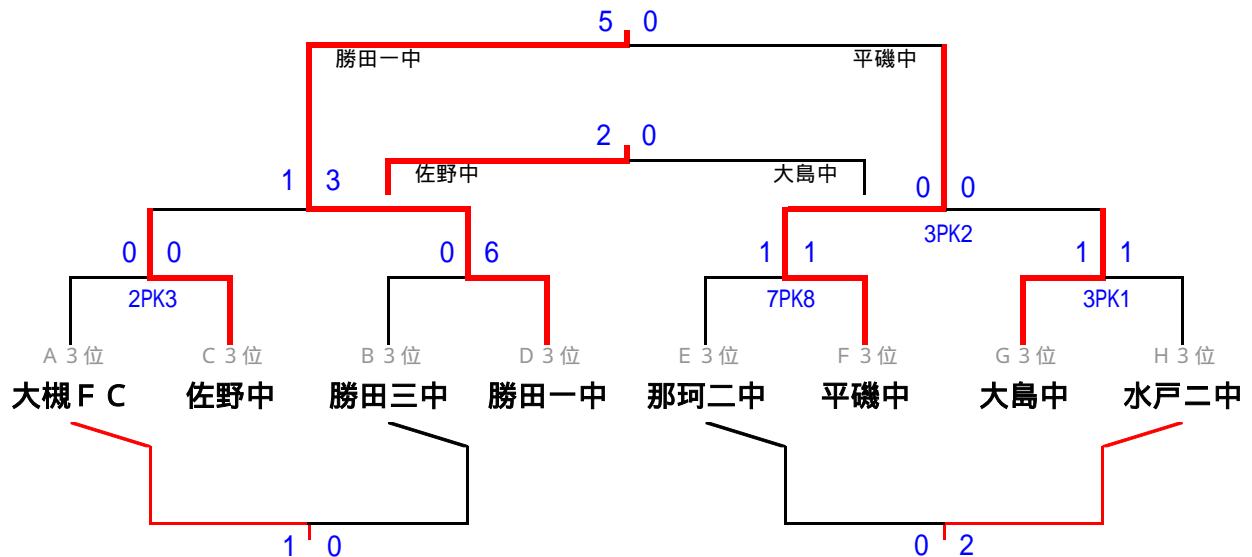 5 0
勝田一中 平磯中
2 0
佐野中 大島中
1 3 0 0
3PK2
0 0 0 6 1 1 1 1
2PK3 7PK8 3PK1
A３位 C３位 B３位 D３位 E３位 F３位 G３位 H３位
大槻ＦＣ 佐野中 勝田三中 勝田一中 那珂二中 平磯中 大島中 水戸二中
1 0 0 2